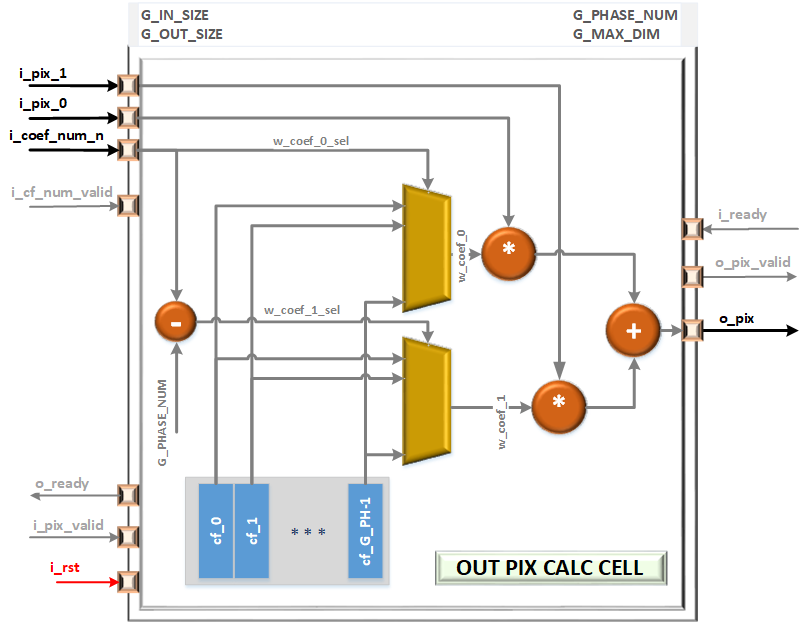 G_IN_SIZE
G_PHASE_NUM
G_OUT_SIZE
G_MAX_DIM
i_pix_1
i_pix_0
i_coef_num_n
w_coef_0_sel
i_cf_num_valid
i_ready
w_coef_0
*
o_pix_valid
w_coef_1_sel
-
o_pix
+
G_PHASE_NUM
w_coef_1
*
o_ready
i_pix_valid
i_rst
cf_0
cf_1
* * *
cf_G_PH-1
OUT PIX CALC CELL